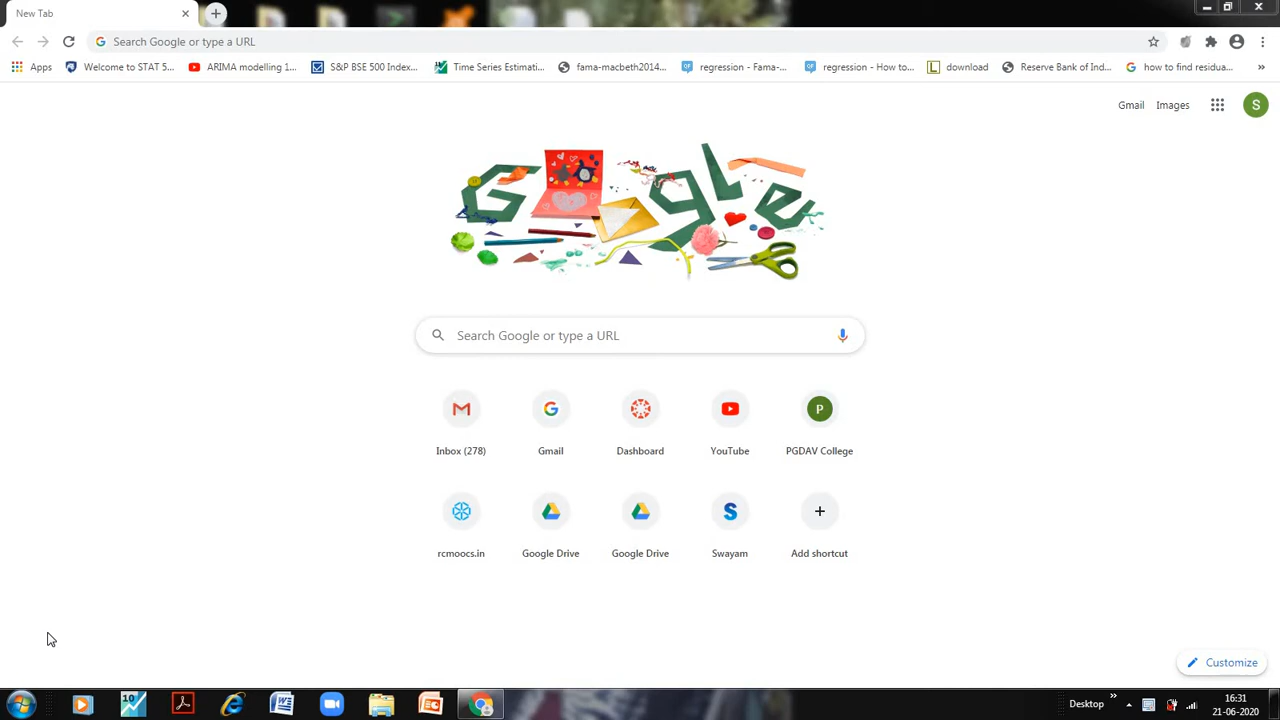 New Tab
Search Google or type a URL
Apps Welcome to STAT 5... ARIMA modelling 1... S&P BSE 500 Index... Time Series Estimati... fama-macbeth2014... regression - Fama-... regression - How to... download Reserve Bank of Ind... how to find residua... »
Gmail Images S
Google
Search Google or type a URL
P
Inbox (278) Gmail Dashboard YouTube PGDAV College
rcmoocs.in Google Drive Google Drive Swayam Add shortcut
Customize
Desktop
16:31
21-06-2020